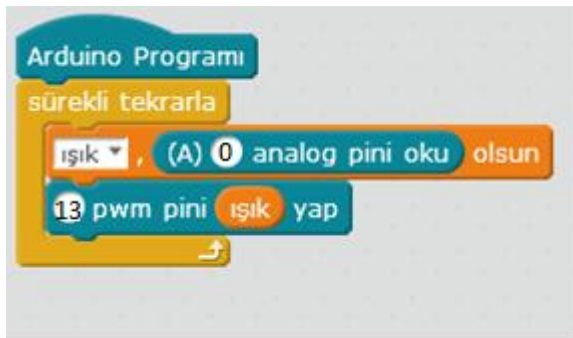 Arduino Programı
sürekli tekrarla
ışık , (A) 0 analog pini oku olsun
13 pwm pini ışık yap